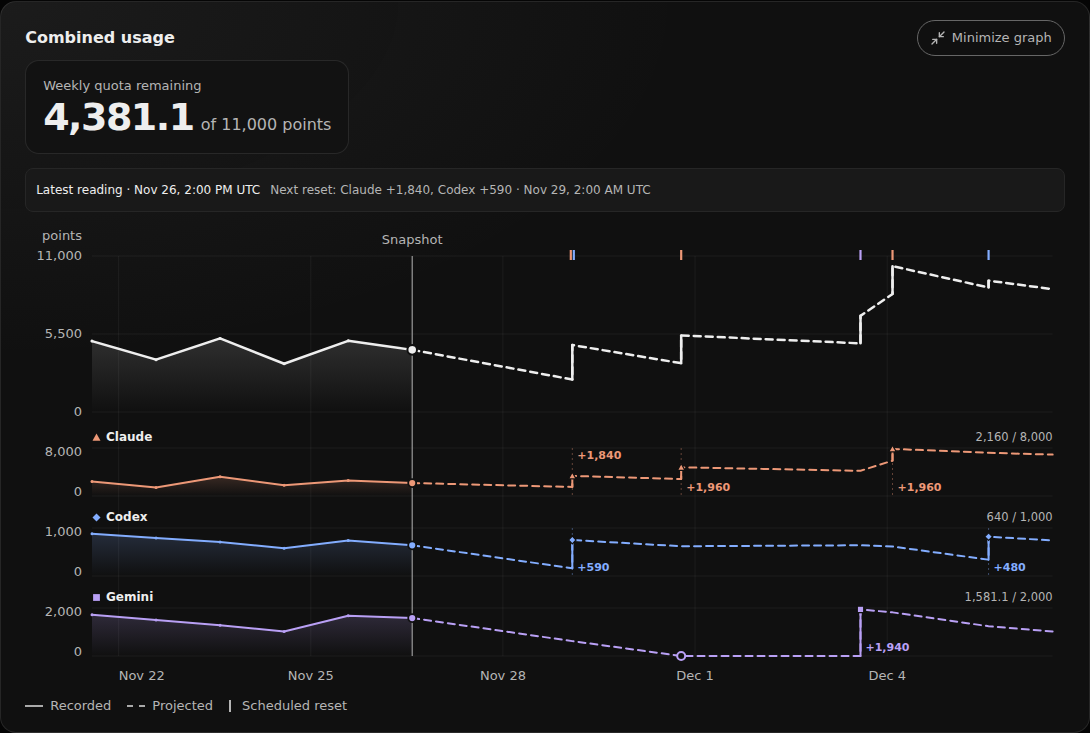 Combined usage
Minimize graph
Weekly quota remaining
4,381.1 of 11,000 points
Latest reading · Nov 26, 2:00 PM UTC Next reset: Claude +1,840, Codex +590 · Nov 29, 2:00 AM UTC
points
Snapshot
11,000
5,500
0
Claude
2,160 / 8,000
8,000
0
+1,840
+1,960
+1,960
Codex
640 / 1,000
1,000
0
+590
+480
Gemini
1,581.1 / 2,000
2,000
0
+1,940
Nov 22
Nov 25
Nov 28
Dec 1
Dec 4
Recorded
Projected
Scheduled reset